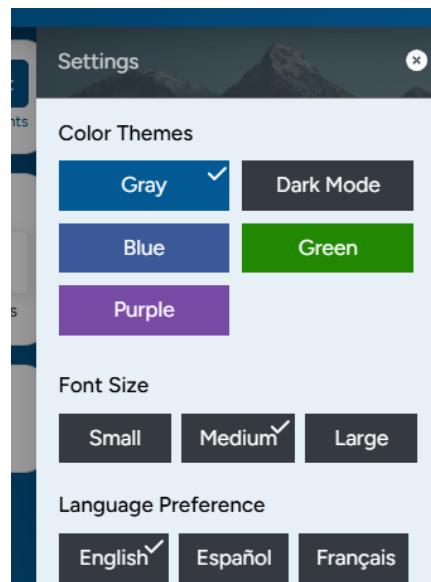 Settings
nts
Color Themes
Gray
Dark Mode
Blue
Green
s
Purple
Font Size
Small
Medium
Large
Language Preference
English
Español
Français